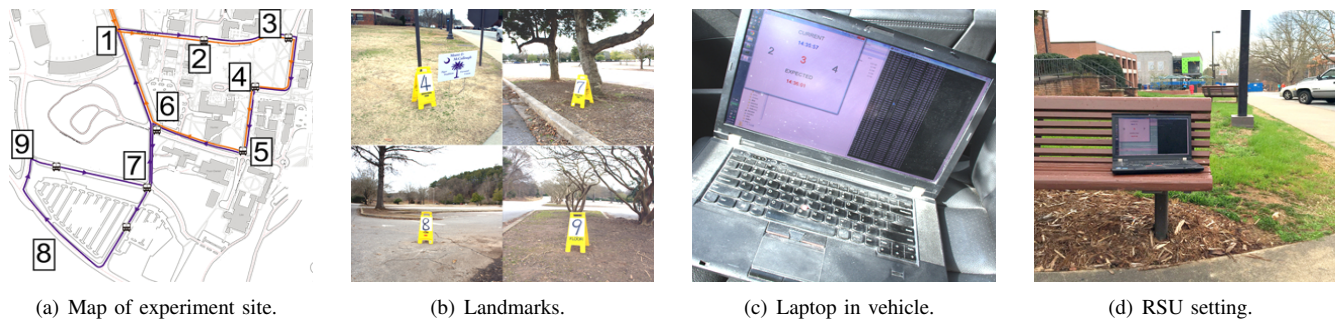 1
2
3
4
5
6
7
8
9
4
7
8
9
FLOOR
CURRENT
2
3
4
EXPECTED
(a) Map of experiment site.
(b) Landmarks.
(c) Laptop in vehicle.
(d) RSU setting.